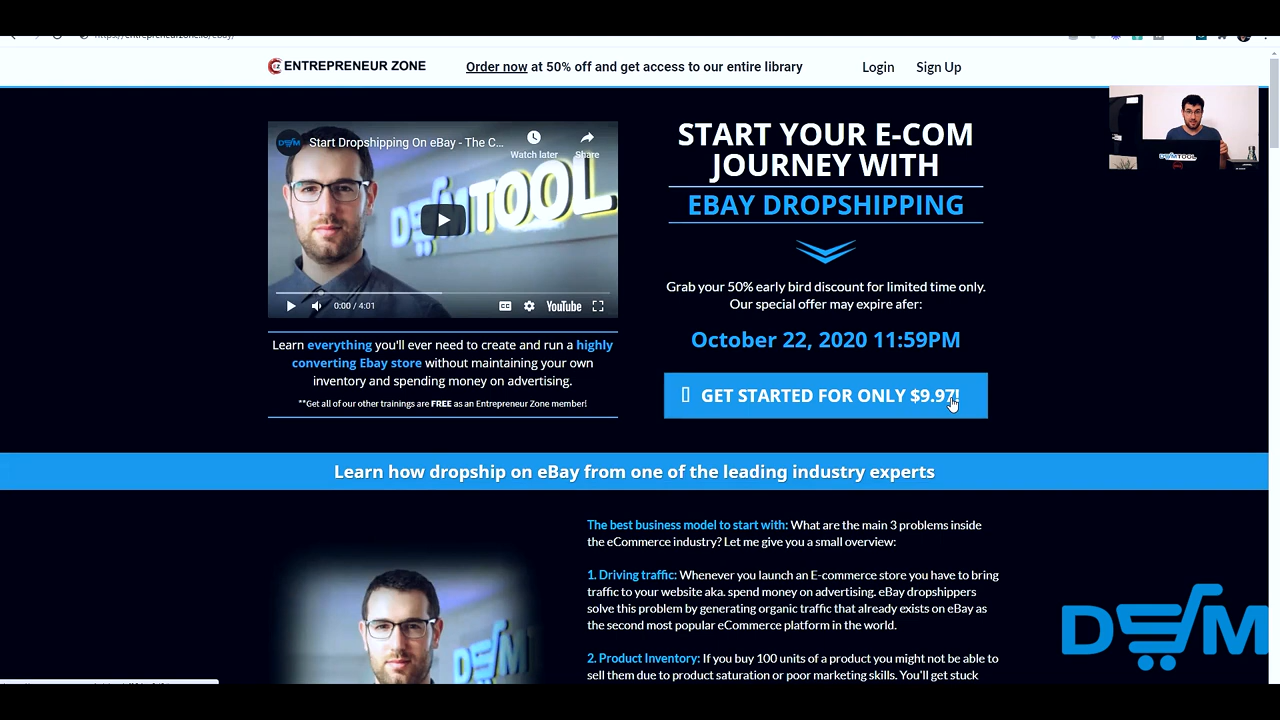 https://entrepreneurzone.io/ebay/
ENTREPRENEUR ZONE
Order now at 50% off and get access to our entire library
Login
Sign Up
Start Dropshipping On eBay - The C...
Watch later
Share
0:00 / 4:01
YouTube
START YOUR E-COM
JOURNEY WITH
EBAY DROPSHIPPING
Grab your 50% early bird discount for limited time only.
Our special offer may expire afer:
October 22, 2020 11:59PM
GET STARTED FOR ONLY $9.97!
Learn everything you'll ever need to create and run a highly
converting Ebay store without maintaining your own
inventory and spending money on advertising.
**Get all of our other trainings are FREE as an Entrepreneur Zone member!
Learn how dropship on eBay from one of the leading industry experts
The best business model to start with: What are the main 3 problems inside
the eCommerce industry? Let me give you a small overview:
1. Driving traffic: Whenever you launch an E-commerce store you have to bring
traffic to your website aka. spend money on advertising. eBay dropshippers
solve this problem by generating organic traffic that already exists on eBay as
the second most popular eCommerce platform in the world.
2. Product Inventory: If you buy 100 units of a product you might not be able to
sell them due to product saturation or poor marketing skills. You'll get stuck
DSM
DSMTOOL
DSMTOOL